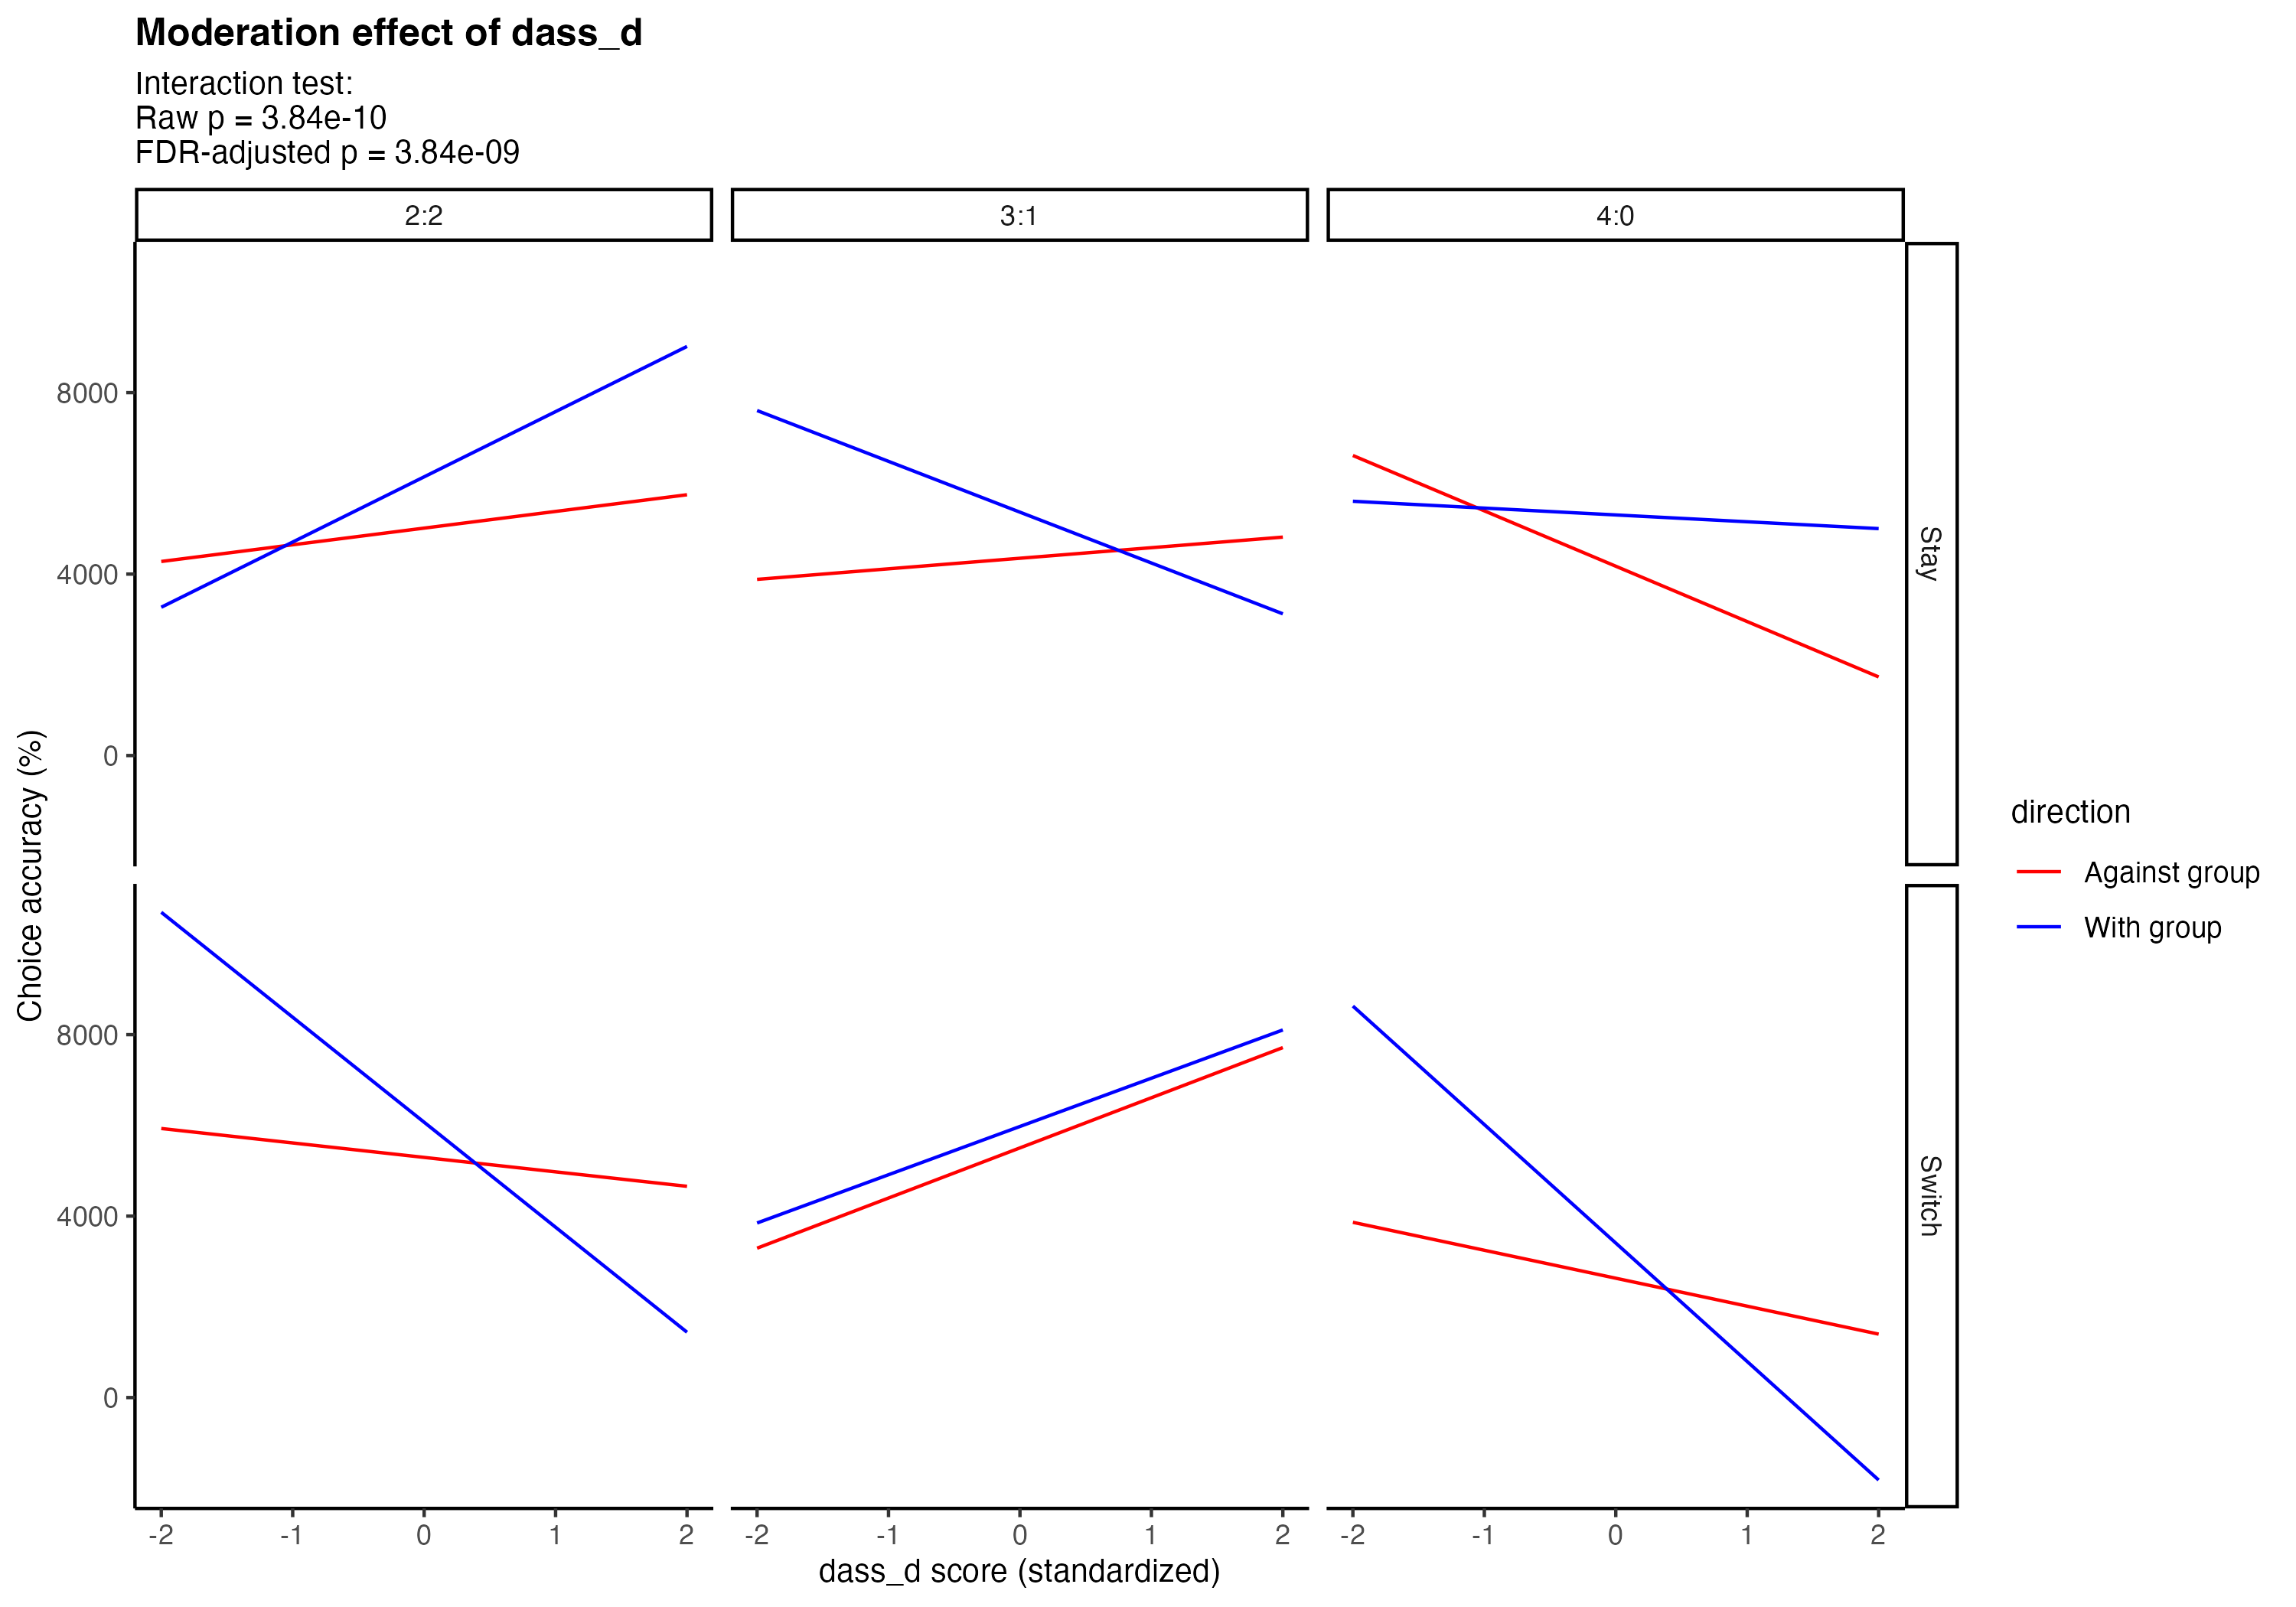 Moderation effect of dass_d
Interaction test:
Raw p = 3.84e-10
FDR-adjusted p = 3.84e-09
2:2
3:1
4:0
8000
4000
0
Stay
Choice accuracy (%)
8000
4000
0
Switch
direction
Against group
With group
-2 -1 0 1 2
-2 -1 0 1 2
-2 -1 0 1 2
dass_d score (standardized)